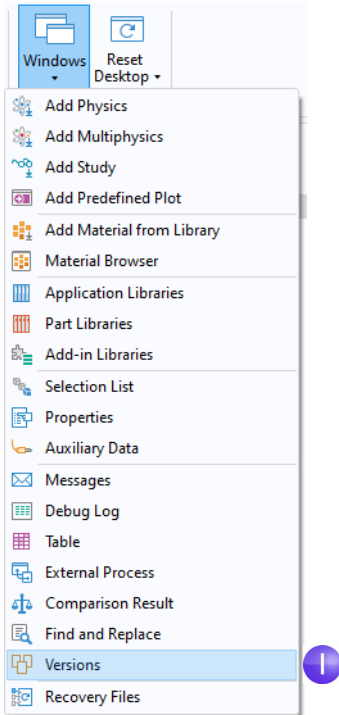 Windows
Reset
Desktop
Add Physics
Add Multiphysics
Add Study
Add Predefined Plot
Add Material from Library
Material Browser
Application Libraries
Part Libraries
Add-in Libraries
Selection List
Properties
Auxiliary Data
Messages
Debug Log
Table
External Process
Comparison Result
Find and Replace
Versions
1
Recovery Files